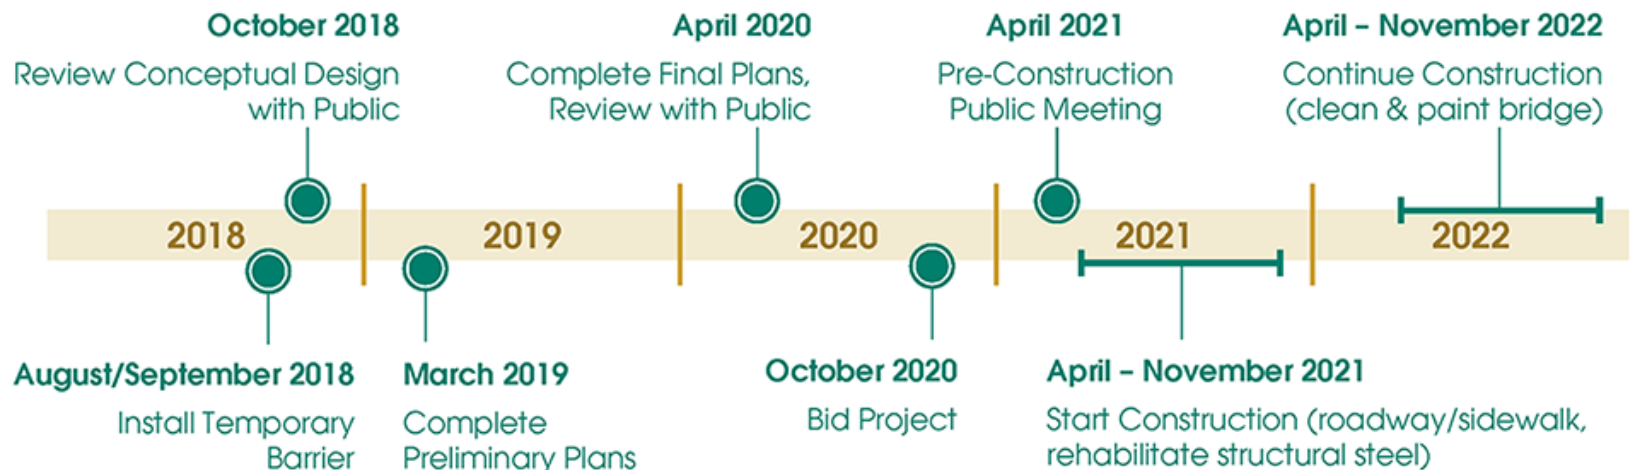 October 2018
Review Conceptual Design
with Public
April 2020
Complete Final Plans,
Review with Public
April 2021
Pre-Construction
Public Meeting
April – November 2022
Continue Construction
(clean & paint bridge)
2018
2019
2020
2021
2022
August/September 2018
Install Temporary
Barrier
March 2019
Complete
Preliminary Plans
October 2020
Bid Project
April – November 2021
Start Construction (roadway/sidewalk,
rehabilitate structural steel)